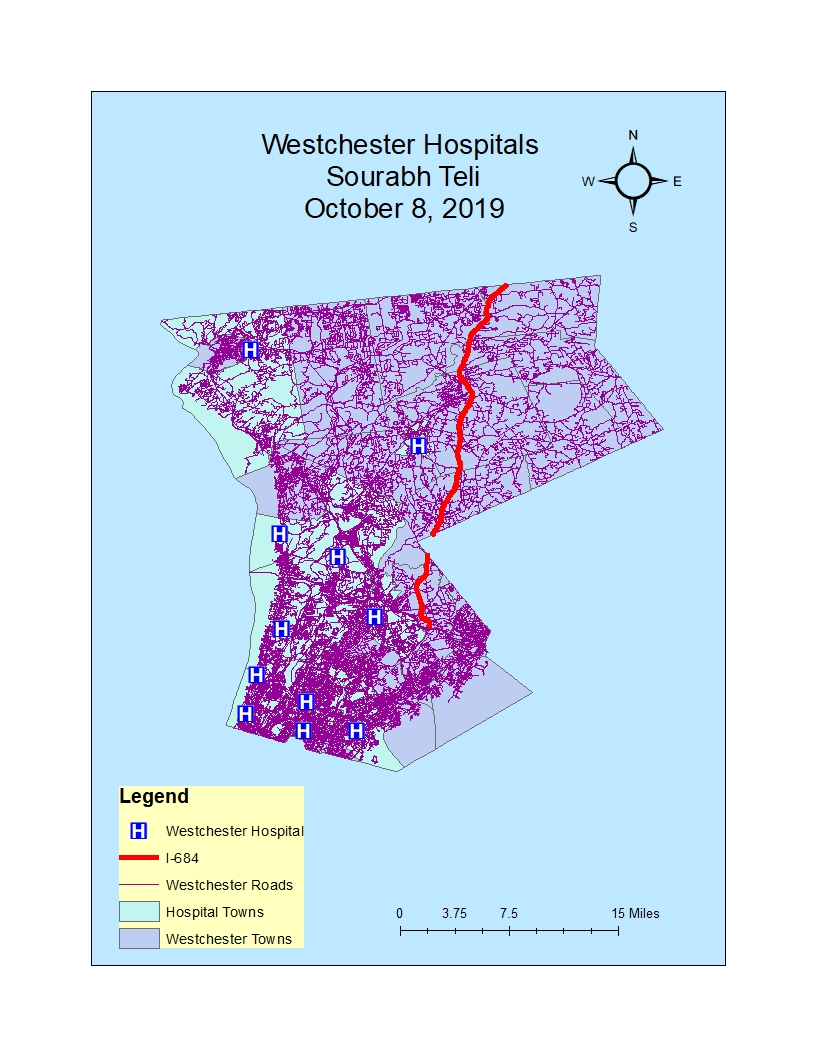 Westchester Hospitals
Sourabh Teli
October 8, 2019
N
W
E
S
H
H
H
H
H
H
H
H
H
H
H
Legend
H Westchester Hospital
I-684
Westchester Roads
Hospital Towns
Westchester Towns
0 3.75 7.5 15 Miles